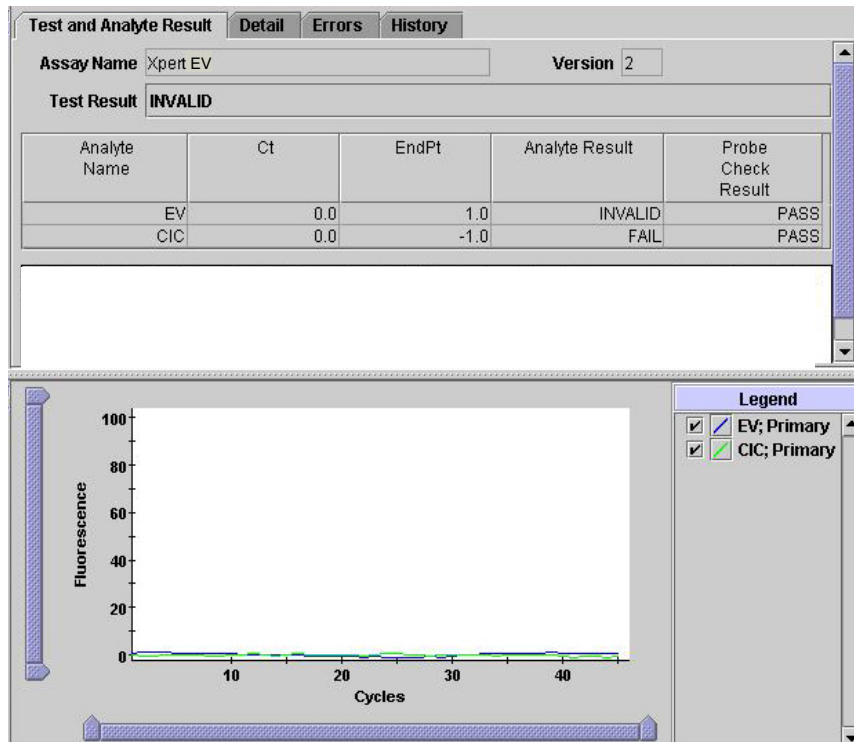 Test and Analyte Result Detail Errors History
Assay Name Xpert EV Version 2
Test Result INVALID
Analyte Name Ct EndPt Analyte Result Probe Check Result
EV 0.0 1.0 INVALID PASS
CIC 0.0 -1.0 FAIL PASS
Legend
EV; Primary
CIC; Primary
Fluorescence
100
80
60
40
20
0
10 20 30 40
Cycles